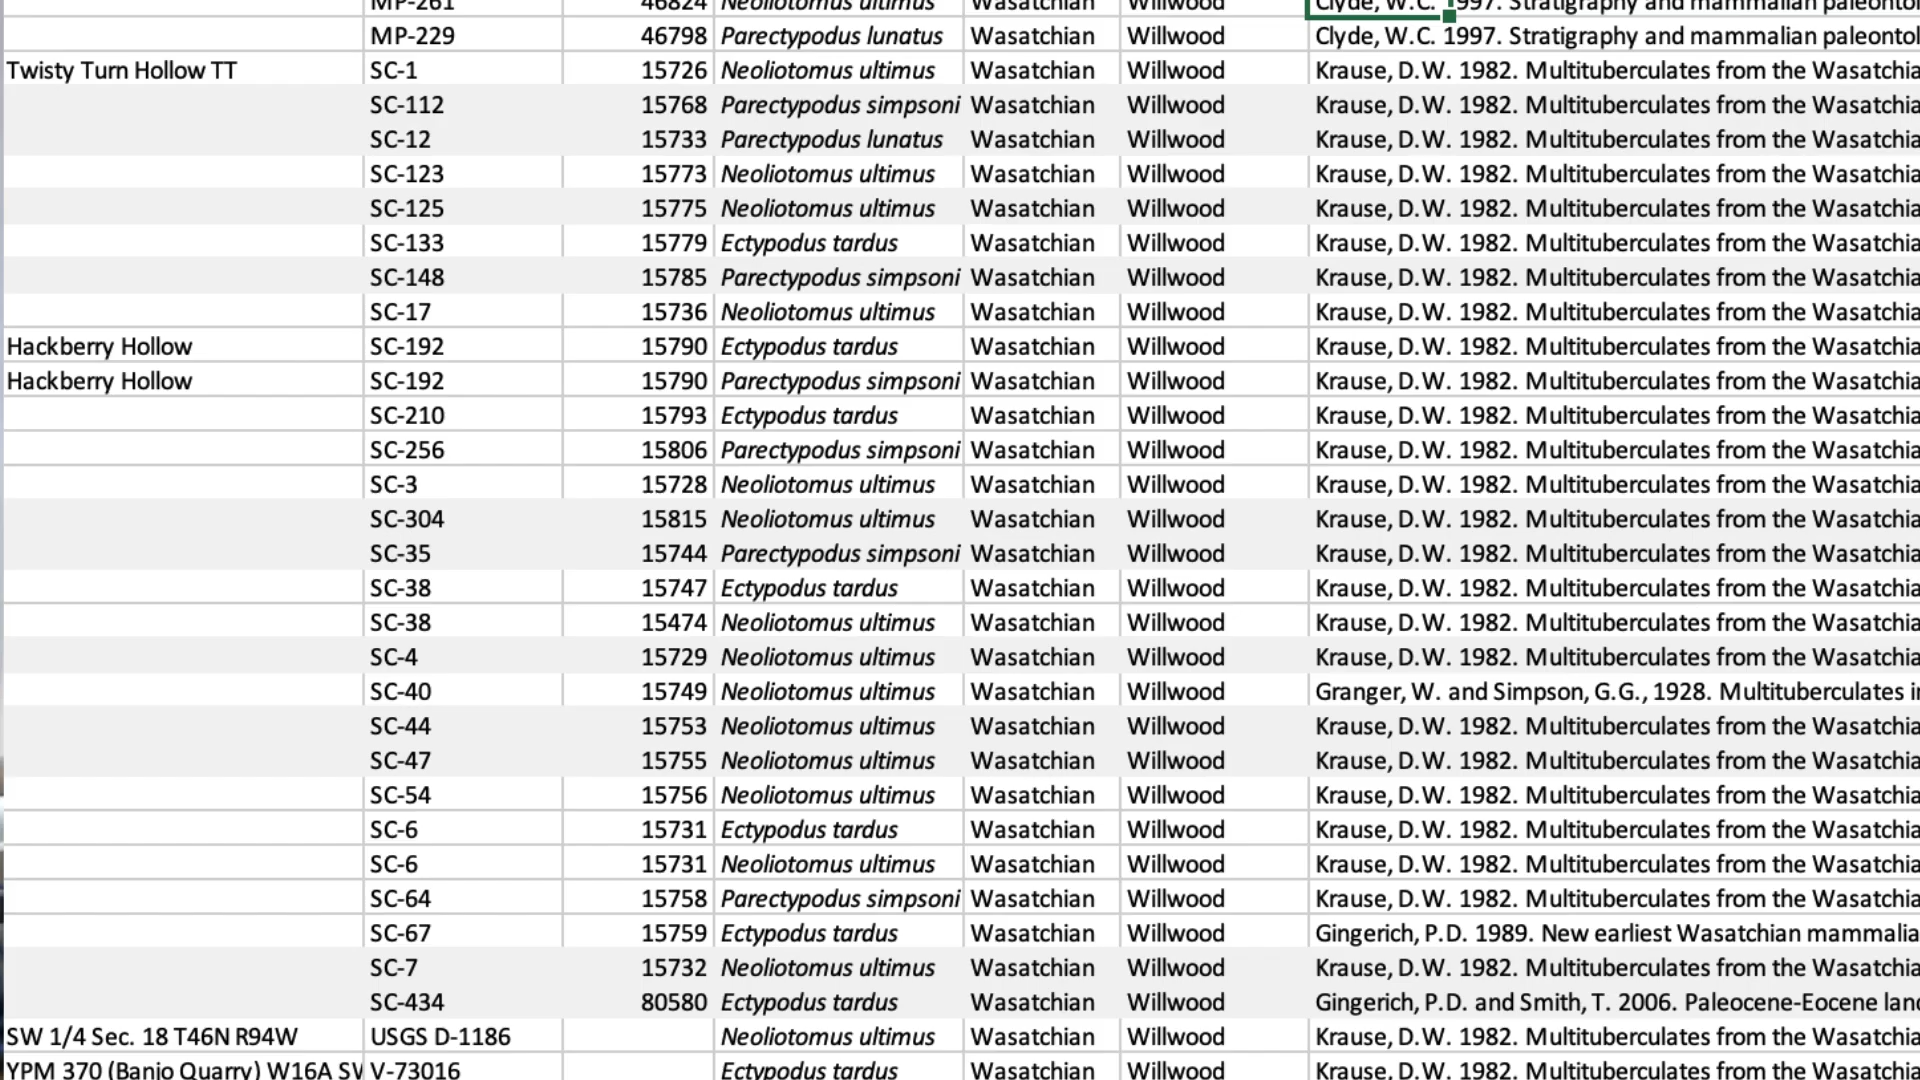 MP-261 46824 Neoliotomus ultimus Wasatchian Willwood Clyde, W.C. 1997. Stratigraphy and mammalian paleontol
MP-229 46798 Parectypodus lunatus Wasatchian Willwood Clyde, W.C. 1997. Stratigraphy and mammalian paleontol
Twisty Turn Hollow TT SC-1 15726 Neoliotomus ultimus Wasatchian Willwood Krause, D.W. 1982. Multituberculates from the Wasatchia
SC-112 15768 Parectypodus simpsoni Wasatchian Willwood Krause, D.W. 1982. Multituberculates from the Wasatchia
SC-12 15733 Parectypodus lunatus Wasatchian Willwood Krause, D.W. 1982. Multituberculates from the Wasatchia
SC-123 15773 Neoliotomus ultimus Wasatchian Willwood Krause, D.W. 1982. Multituberculates from the Wasatchia
SC-125 15775 Neoliotomus ultimus Wasatchian Willwood Krause, D.W. 1982. Multituberculates from the Wasatchia
SC-133 15779 Ectypodus tardus Wasatchian Willwood Krause, D.W. 1982. Multituberculates from the Wasatchia
SC-148 15785 Parectypodus simpsoni Wasatchian Willwood Krause, D.W. 1982. Multituberculates from the Wasatchia
SC-17 15736 Neoliotomus ultimus Wasatchian Willwood Krause, D.W. 1982. Multituberculates from the Wasatchia
Hackberry Hollow SC-192 15790 Ectypodus tardus Wasatchian Willwood Krause, D.W. 1982. Multituberculates from the Wasatchia
Hackberry Hollow SC-192 15790 Parectypodus simpsoni Wasatchian Willwood Krause, D.W. 1982. Multituberculates from the Wasatchia
SC-210 15793 Ectypodus tardus Wasatchian Willwood Krause, D.W. 1982. Multituberculates from the Wasatchia
SC-256 15806 Parectypodus simpsoni Wasatchian Willwood Krause, D.W. 1982. Multituberculates from the Wasatchia
SC-3 15728 Neoliotomus ultimus Wasatchian Willwood Krause, D.W. 1982. Multituberculates from the Wasatchia
SC-304 15815 Neoliotomus ultimus Wasatchian Willwood Krause, D.W. 1982. Multituberculates from the Wasatchia
SC-35 15744 Parectypodus simpsoni Wasatchian Willwood Krause, D.W. 1982. Multituberculates from the Wasatchia
SC-38 15747 Ectypodus tardus Wasatchian Willwood Krause, D.W. 1982. Multituberculates from the Wasatchia
SC-38 15474 Neoliotomus ultimus Wasatchian Willwood Krause, D.W. 1982. Multituberculates from the Wasatchia
SC-4 15729 Neoliotomus ultimus Wasatchian Willwood Krause, D.W. 1982. Multituberculates from the Wasatchia
SC-40 15749 Neoliotomus ultimus Wasatchian Willwood Granger, W. and Simpson, G.G., 1928. Multituberculates in
SC-44 15753 Neoliotomus ultimus Wasatchian Willwood Krause, D.W. 1982. Multituberculates from the Wasatchia
SC-47 15755 Neoliotomus ultimus Wasatchian Willwood Krause, D.W. 1982. Multituberculates from the Wasatchia
SC-54 15756 Neoliotomus ultimus Wasatchian Willwood Krause, D.W. 1982. Multituberculates from the Wasatchia
SC-6 15731 Ectypodus tardus Wasatchian Willwood Krause, D.W. 1982. Multituberculates from the Wasatchia
SC-6 15731 Neoliotomus ultimus Wasatchian Willwood Krause, D.W. 1982. Multituberculates from the Wasatchia
SC-64 15758 Parectypodus simpsoni Wasatchian Willwood Krause, D.W. 1982. Multituberculates from the Wasatchia
SC-67 15759 Ectypodus tardus Wasatchian Willwood Gingerich, P.D. 1989. New earliest Wasatchian mammalia
SC-7 15732 Neoliotomus ultimus Wasatchian Willwood Krause, D.W. 1982. Multituberculates from the Wasatchia
SC-434 80580 Ectypodus tardus Wasatchian Willwood Gingerich, P.D. and Smith, T. 2006. Paleocene-Eocene land
SW 1/4 Sec. 18 T46N R94W USGS D-1186 Neoliotomus ultimus Wasatchian Willwood Krause, D.W. 1982. Multituberculates from the Wasatchia
YPM 370 (Banjo Quarry) W16A SW V-73016 Ectypodus tardus Wasatchian Willwood Krause, D.W. 1982. Multituberculates from the Wasatchia